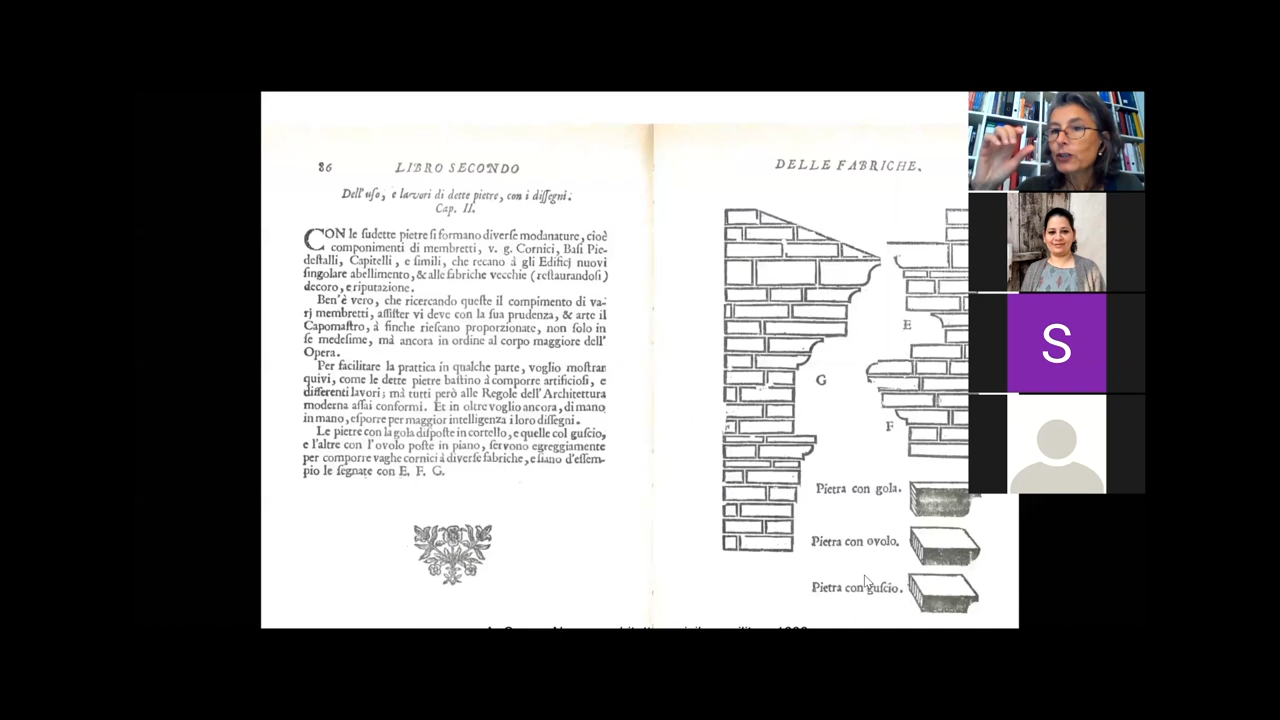 86
LIBRO SECONDO
Dell'uso, e lavvori di dette pietre, con i dissegni.
Cap. II.
CON le sudette pietre si formano diverse modanature, cioè
componimenti di membretti, v. g. Cornici, Basi Pie-
destalli, Capitelli, e simili, che recano à gli Edificj nuovi
singolare abellimento, & alle fabriche vecchie (restaurandosi)
decoro, e riputazione.
Ben'è vero, che ricercando queste il compimento di va-
rj membretti, assister vi deve con la sua prudenza, & arte il
Capomastro, à finche riescano proporzionate, non solo in
se medesime, mà ancora in ordine al corpo maggiore dell'
Opera.
Per facilitare la prattica in qualche parte, voglio mostrar
quivi, come le dette pietre bastino à comporre artificiosi, e
differenti lavori; mà tutti però alle Regole dell'Architettura
moderna assai conformi. Et in oltre voglio ancora, di mano
in mano, esporre per maggior intelligenza i loro dissegni.
Le pietre con la gola disposte in cortello, e quelle col guscio,
e l'altre con l'ovolo poste in piano, servono egreggiamente
per comporre vaghe cornici à diverse fabriche, e siano d'essem-
pio le segnate con E. F. G.
DELLE FABRICHE.
E
G
F
Pietra con gola.
Pietra con ovolo.
Pietra con guscio.
S